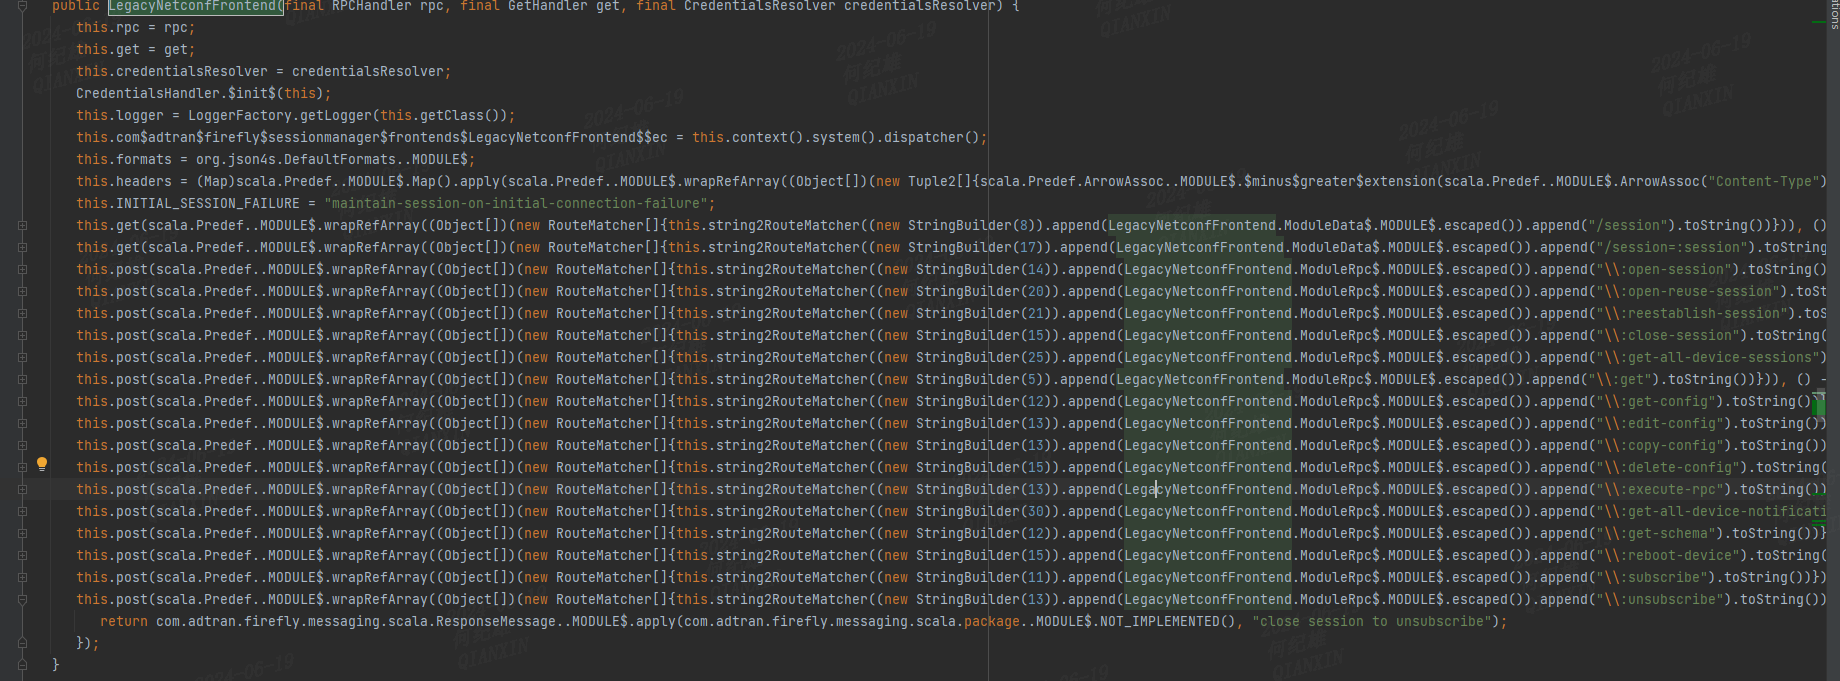 public LegacyNetconfFrontend(final RPCHandler rpc, final GetHandler get, final CredentialsResolver credentialsResolver) {
this.rpc = rpc;
this.get = get;
this.credentialsResolver = credentialsResolver;
CredentialsHandler.$init$(this);
this.logger = LoggerFactory.getLogger(this.getClass());
this.com$adtran$firefly$sessionmanager$frontends$LegacyNetconfFrontend$$ec = this.context().system().dispatcher();
this.formats = org.json4s.DefaultFormats..MODULE$;
this.headers = (Map)scala.Predef..MODULE$.Map().apply(scala.Predef..MODULE$.wrapRefArray((Object[])(new Tuple2[]{scala.Predef.ArrowAssoc..MODULE$.$minus$greater$extension(scala.Predef..MODULE$.ArrowAssoc("Content-Type")
this.INITIAL_SESSION_FAILURE = "maintain-session-on-initial-connection-failure";
this.get(scala.Predef..MODULE$.wrapRefArray((Object[])(new RouteMatcher[]{this.string2RouteMatcher((new StringBuilder(8)).append(LegacyNetconfFrontend.ModuleData$.MODULE$.escaped()).append("/session").toString())})), ()
this.get(scala.Predef..MODULE$.wrapRefArray((Object[])(new RouteMatcher[]{this.string2RouteMatcher((new StringBuilder(17)).append(LegacyNetconfFrontend.ModuleData$.MODULE$.escaped()).append("/session=:session").toString
this.post(scala.Predef..MODULE$.wrapRefArray((Object[])(new RouteMatcher[]{this.string2RouteMatcher((new StringBuilder(14)).append(LegacyNetconfFrontend.ModuleRpc$.MODULE$.escaped()).append("\\:open-session").toString()
this.post(scala.Predef..MODULE$.wrapRefArray((Object[])(new RouteMatcher[]{this.string2RouteMatcher((new StringBuilder(20)).append(LegacyNetconfFrontend.ModuleRpc$.MODULE$.escaped()).append("\\:open-reuse-session").toSt
this.post(scala.Predef..MODULE$.wrapRefArray((Object[])(new RouteMatcher[]{this.string2RouteMatcher((new StringBuilder(21)).append(LegacyNetconfFrontend.ModuleRpc$.MODULE$.escaped()).append("\\:reestablish-session").toS
this.post(scala.Predef..MODULE$.wrapRefArray((Object[])(new RouteMatcher[]{this.string2RouteMatcher((new StringBuilder(15)).append(LegacyNetconfFrontend.ModuleRpc$.MODULE$.escaped()).append("\\:close-session").toString(
this.post(scala.Predef..MODULE$.wrapRefArray((Object[])(new RouteMatcher[]{this.string2RouteMatcher((new StringBuilder(25)).append(LegacyNetconfFrontend.ModuleRpc$.MODULE$.escaped()).append("\\:get-all-device-sessions")
this.post(scala.Predef..MODULE$.wrapRefArray((Object[])(new RouteMatcher[]{this.string2RouteMatcher((new StringBuilder(5)).append(LegacyNetconfFrontend.ModuleRpc$.MODULE$.escaped()).append("\\:get").toString())})), () -
this.post(scala.Predef..MODULE$.wrapRefArray((Object[])(new RouteMatcher[]{this.string2RouteMatcher((new StringBuilder(12)).append(LegacyNetconfFrontend.ModuleRpc$.MODULE$.escaped()).append("\\:get-config").toString())
this.post(scala.Predef..MODULE$.wrapRefArray((Object[])(new RouteMatcher[]{this.string2RouteMatcher((new StringBuilder(13)).append(LegacyNetconfFrontend.ModuleRpc$.MODULE$.escaped()).append("\\:edit-config").toString())
this.post(scala.Predef..MODULE$.wrapRefArray((Object[])(new RouteMatcher[]{this.string2RouteMatcher((new StringBuilder(13)).append(LegacyNetconfFrontend.ModuleRpc$.MODULE$.escaped()).append("\\:copy-config").toString())
this.post(scala.Predef..MODULE$.wrapRefArray((Object[])(new RouteMatcher[]{this.string2RouteMatcher((new StringBuilder(15)).append(LegacyNetconfFrontend.ModuleRpc$.MODULE$.escaped()).append("\\:delete-config").toString(
this.post(scala.Predef..MODULE$.wrapRefArray((Object[])(new RouteMatcher[]{this.string2RouteMatcher((new StringBuilder(13)).append(LegacyNetconfFrontend.ModuleRpc$.MODULE$.escaped()).append("\\:execute-rpc").toString())
this.post(scala.Predef..MODULE$.wrapRefArray((Object[])(new RouteMatcher[]{this.string2RouteMatcher((new StringBuilder(30)).append(LegacyNetconfFrontend.ModuleRpc$.MODULE$.escaped()).append("\\:get-all-device-notificati
this.post(scala.Predef..MODULE$.wrapRefArray((Object[])(new RouteMatcher[]{this.string2RouteMatcher((new StringBuilder(12)).append(LegacyNetconfFrontend.ModuleRpc$.MODULE$.escaped()).append("\\:get-schema").toString())}
this.post(scala.Predef..MODULE$.wrapRefArray((Object[])(new RouteMatcher[]{this.string2RouteMatcher((new StringBuilder(15)).append(LegacyNetconfFrontend.ModuleRpc$.MODULE$.escaped()).append("\\:reboot-device").toString(
this.post(scala.Predef..MODULE$.wrapRefArray((Object[])(new RouteMatcher[]{this.string2RouteMatcher((new StringBuilder(11)).append(LegacyNetconfFrontend.ModuleRpc$.MODULE$.escaped()).append("\\:subscribe").toString())})
this.post(scala.Predef..MODULE$.wrapRefArray((Object[])(new RouteMatcher[]{this.string2RouteMatcher((new StringBuilder(13)).append(LegacyNetconfFrontend.ModuleRpc$.MODULE$.escaped()).append("\\:unsubscribe").toString())
return com.adtran.firefly.messaging.scala.ResponseMessage..MODULE$.apply(com.adtran.firefly.messaging.scala.package..MODULE$.NOT_IMPLEMENTED(), "close session to unsubscribe");
});
}
2024-06-19
何纪雄
QIANXIN